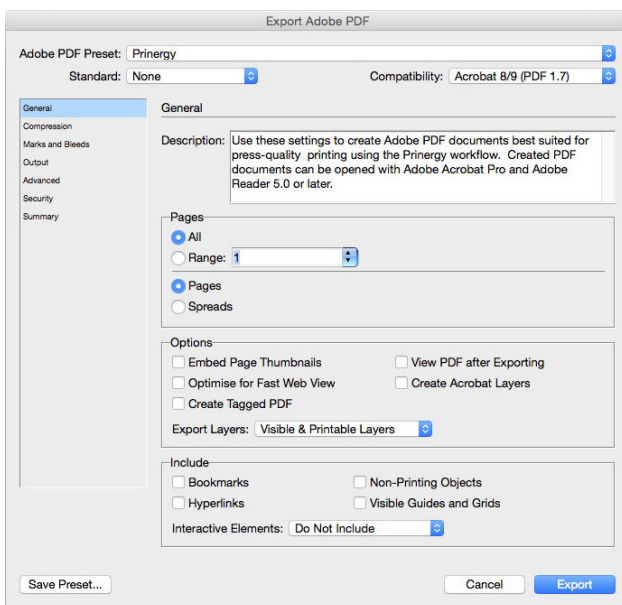 Export Adobe PDF
Adobe PDF Preset: Prinergy
Standard: None Compatibility: Acrobat 8/9 (PDF 1.7)
General
Compression
Marks and Bleeds
Output
Advanced
Security
Summary
General
Description: Use these settings to create Adobe PDF documents best suited for
press-quality printing using the Prinergy workflow. Created PDF
documents can be opened with Adobe Acrobat Pro and Adobe
Reader 5.0 or later.
Pages
All
Range: 1
Pages
Spreads
Options
Embed Page Thumbnails View PDF after Exporting
Optimise for Fast Web View Create Acrobat Layers
Create Tagged PDF
Export Layers: Visible & Printable Layers
Include
Bookmarks Non-Printing Objects
Hyperlinks Visible Guides and Grids
Interactive Elements: Do Not Include
Save Preset... Cancel Export